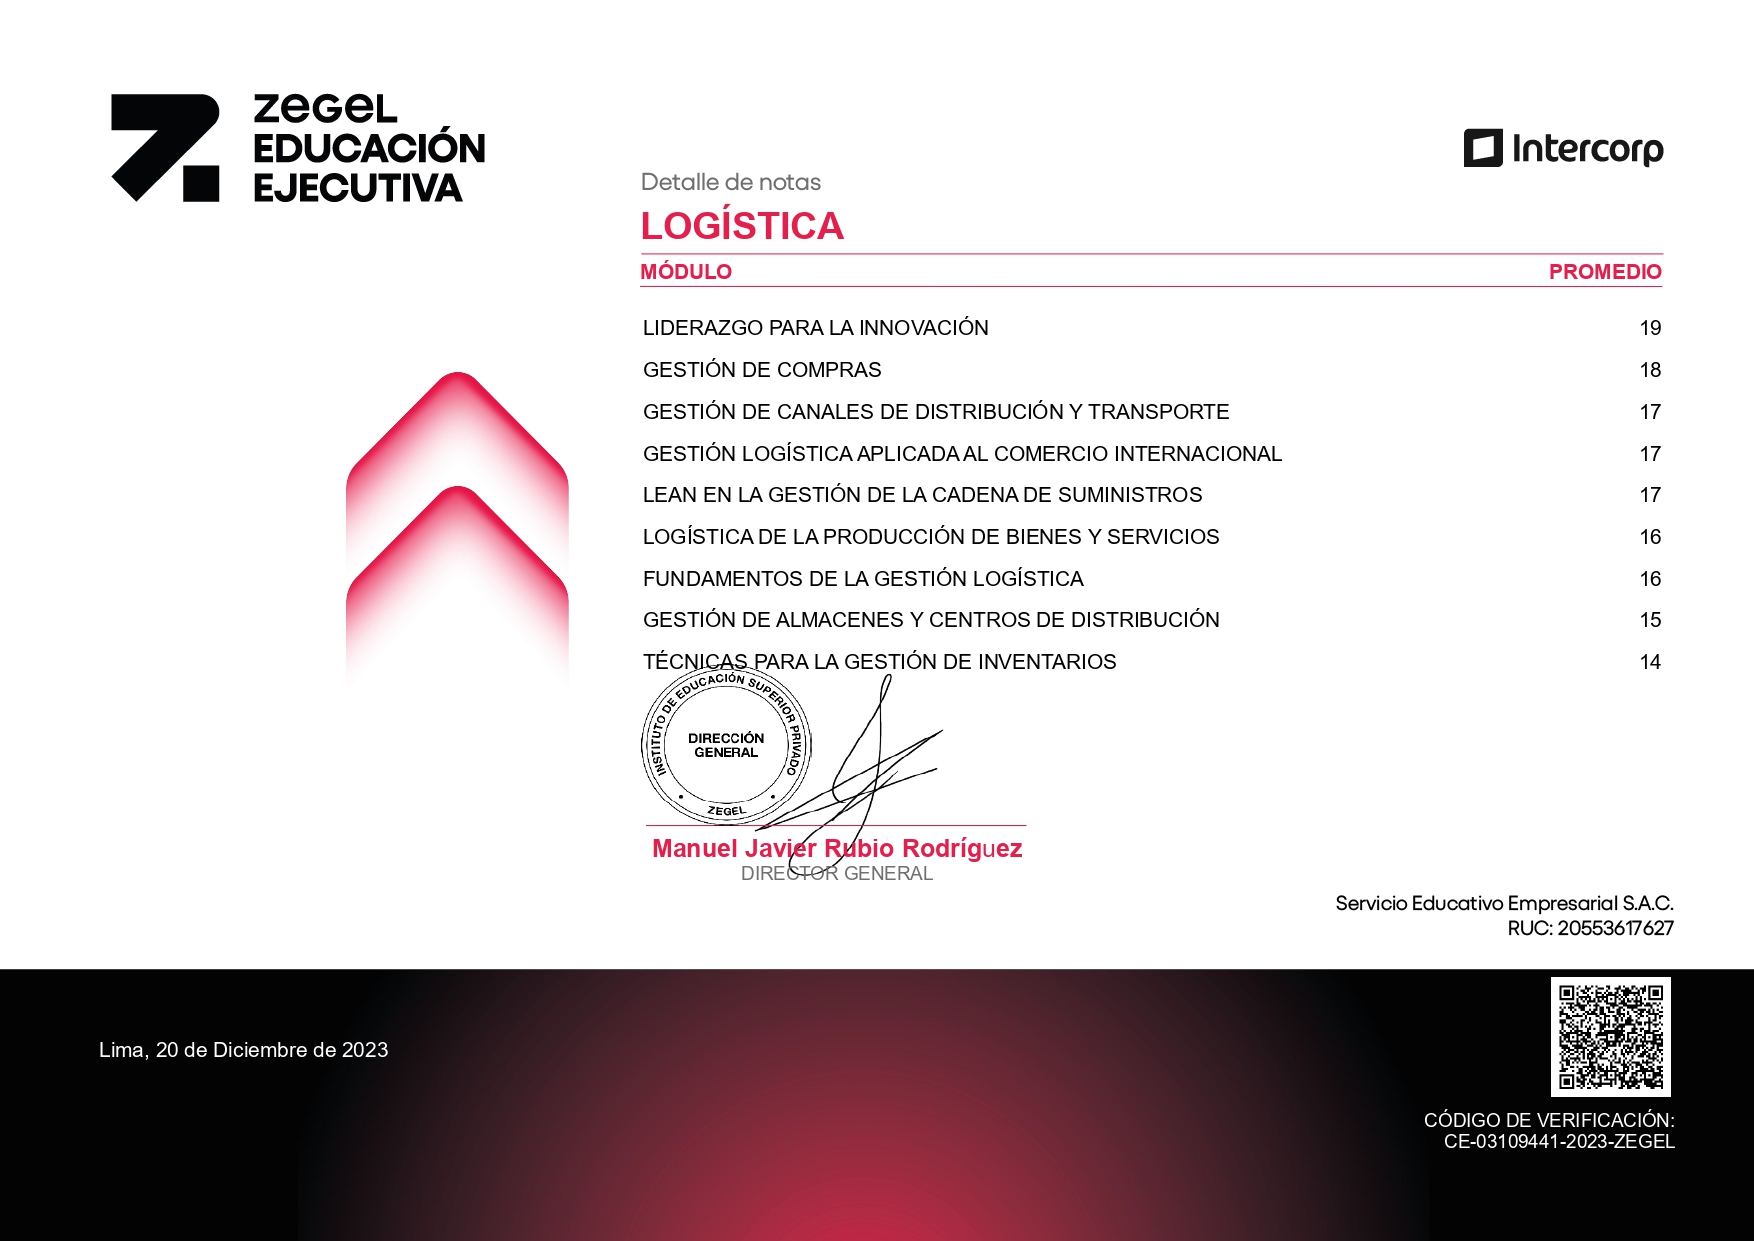 zegel
EDUCACIÓN
EJECUTIVA
Intercorp
Detalle de notas
LOGÍSTICA
MÓDULO PROMEDIO
LIDERAZGO PARA LA INNOVACIÓN 19
GESTIÓN DE COMPRAS 18
GESTIÓN DE CANALES DE DISTRIBUCIÓN Y TRANSPORTE 17
GESTIÓN LOGÍSTICA APLICADA AL COMERCIO INTERNACIONAL 17
LEAN EN LA GESTIÓN DE LA CADENA DE SUMINISTROS 17
LOGÍSTICA DE LA PRODUCCIÓN DE BIENES Y SERVICIOS 16
FUNDAMENTOS DE LA GESTIÓN LOGÍSTICA 16
GESTIÓN DE ALMACENES Y CENTROS DE DISTRIBUCIÓN 15
TÉCNICAS PARA LA GESTIÓN DE INVENTARIOS 14
INSTITUTO DE EDUCACIÓN SUPERIOR PRIVADO
DIRECCIÓN
GENERAL
ZEGEL
Manuel Javier Rubio Rodríguez
DIRECTOR GENERAL
Servicio Educativo Empresarial S.A.C.
RUC: 20553617627
Lima, 20 de Diciembre de 2023
CÓDIGO DE VERIFICACIÓN:
CE-03109441-2023-ZEGEL